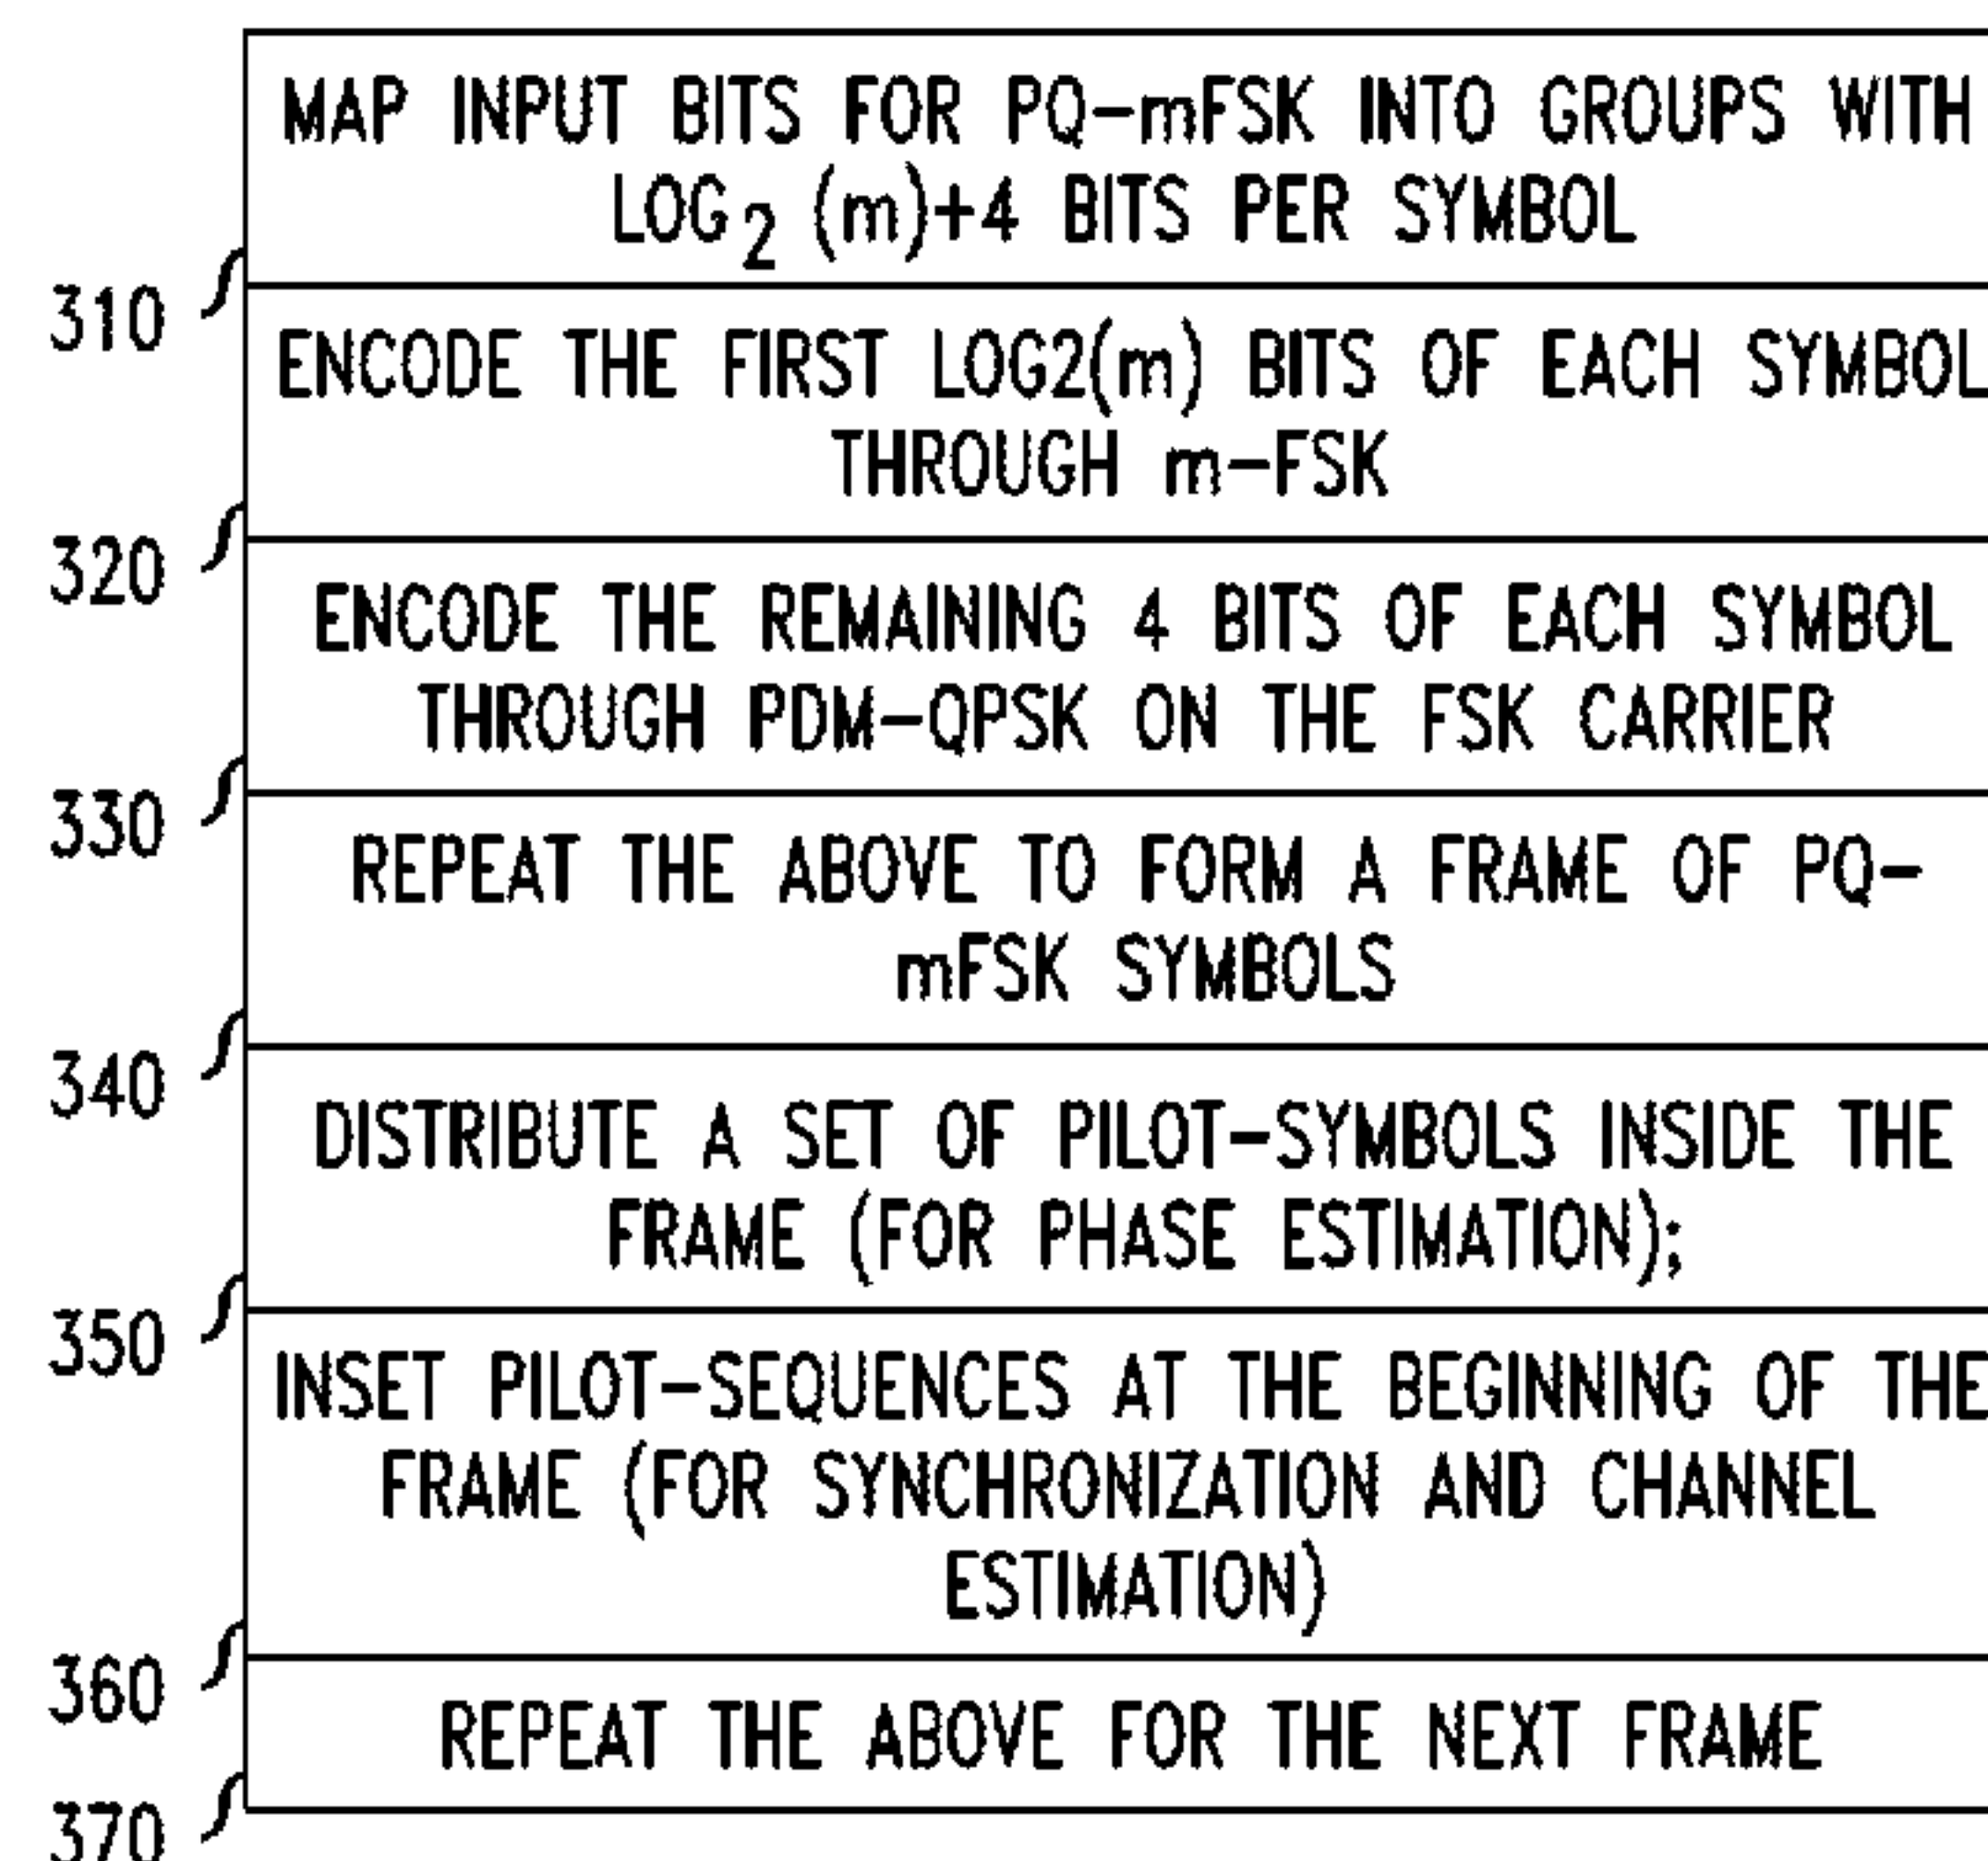 MAP INPUT BITS FOR PQ-mFSK INTO GROUPS WITH
LOG2 (m)+4 BITS PER SYMBOL
310
ENCODE THE FIRST LOG2(m) BITS OF EACH SYMBOL
THROUGH m-FSK
320
ENCODE THE REMAINING 4 BITS OF EACH SYMBOL
THROUGH PDM-QPSK ON THE FSK CARRIER
330
REPEAT THE ABOVE TO FORM A FRAME OF PQ-
mFSK SYMBOLS
340
DISTRIBUTE A SET OF PILOT-SYMBOLS INSIDE THE
FRAME (FOR PHASE ESTIMATION);
350
INSET PILOT-SEQUENCES AT THE BEGINNING OF THE
FRAME (FOR SYNCHRONIZATION AND CHANNEL
ESTIMATION)
360
REPEAT THE ABOVE FOR THE NEXT FRAME
370